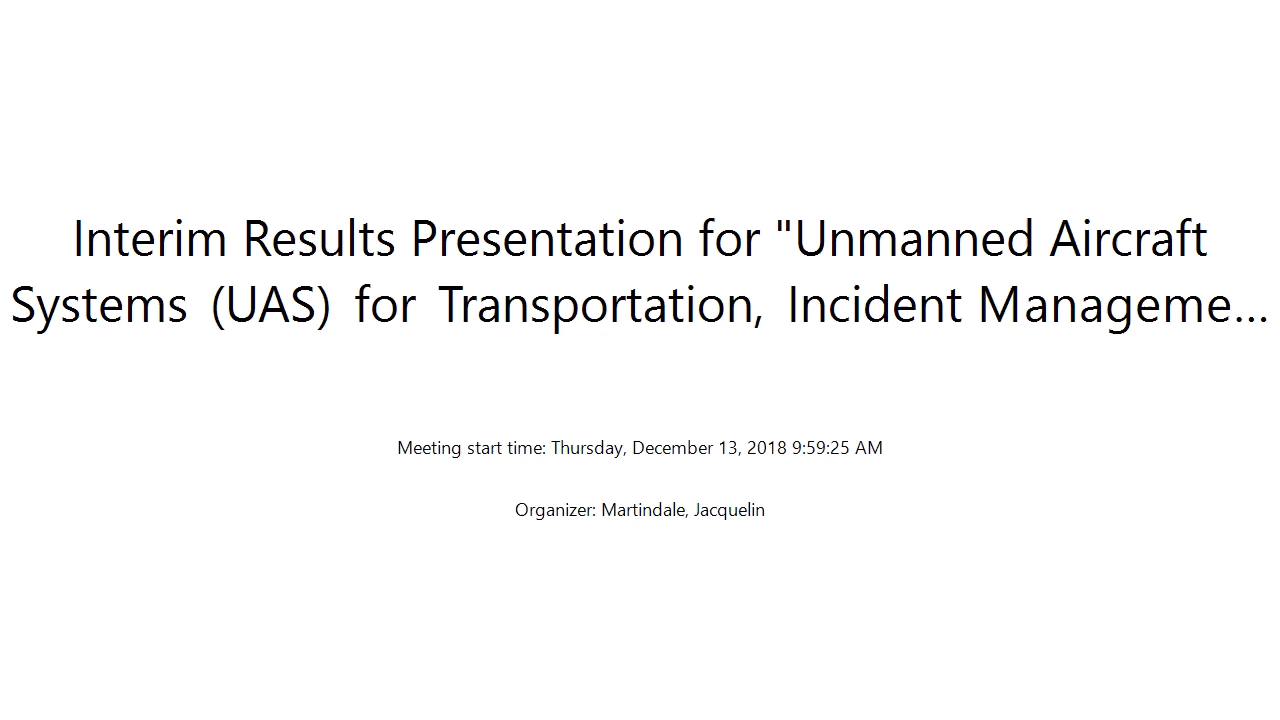 Interim Results Presentation for "Unmanned Aircraft
Systems (UAS) for Transportation, Incident Manageme...
Meeting start time: Thursday, December 13, 2018 9:59:25 AM
Organizer: Martindale, Jacquelin